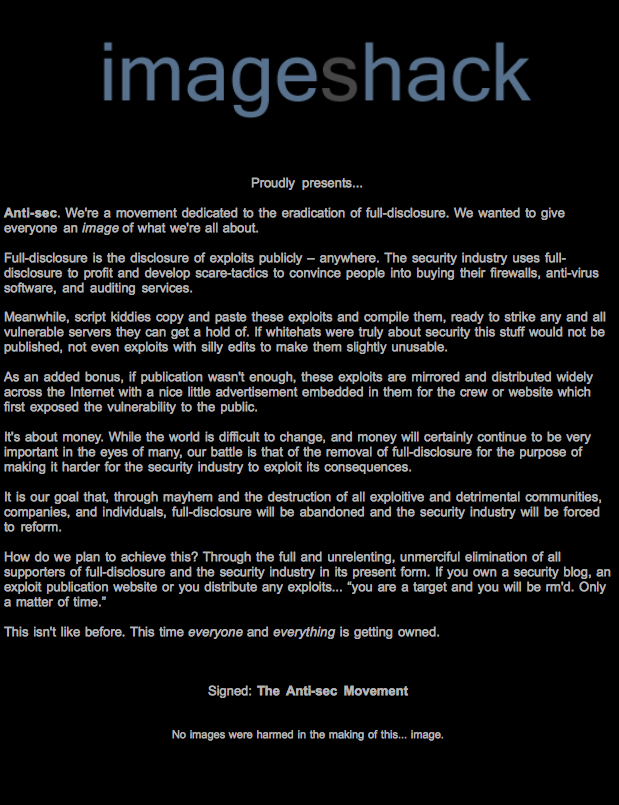 imageshack
Proudly presents...
Anti-sec. We're a movement dedicated to the eradication of full-disclosure. We wanted to give
everyone an image of what we're all about.
Full-disclosure is the disclosure of exploits publicly – anywhere. The security industry uses full-
disclosure to profit and develop scare-tactics to convince people into buying their firewalls, anti-virus
software, and auditing services.
Meanwhile, script kiddies copy and paste these exploits and compile them, ready to strike any and all
vulnerable servers they can get a hold of. If whitehats were truly about security this stuff would not be
published, not even exploits with silly edits to make them slightly unusable.
As an added bonus, if publication wasn't enough, these exploits are mirrored and distributed widely
across the Internet with a nice little advertisement embedded in them for the crew or website which
first exposed the vulnerability to the public.
It's about money. While the world is difficult to change, and money will certainly continue to be very
important in the eyes of many, our battle is that of the removal of full-disclosure for the purpose of
making it harder for the security industry to exploit its consequences.
It is our goal that, through mayhem and the destruction of all exploitive and detrimental communities,
companies, and individuals, full-disclosure will be abandoned and the security industry will be forced
to reform.
How do we plan to achieve this? Through the full and unrelenting, unmerciful elimination of all
supporters of full-disclosure and the security industry in its present form. If you own a security blog, an
exploit publication website or you distribute any exploits... "you are a target and you will be rm'd. Only
a matter of time."
This isn't like before. This time everyone and everything is getting owned.
Signed: The Anti-sec Movement
No images were harmed in the making of this... image.